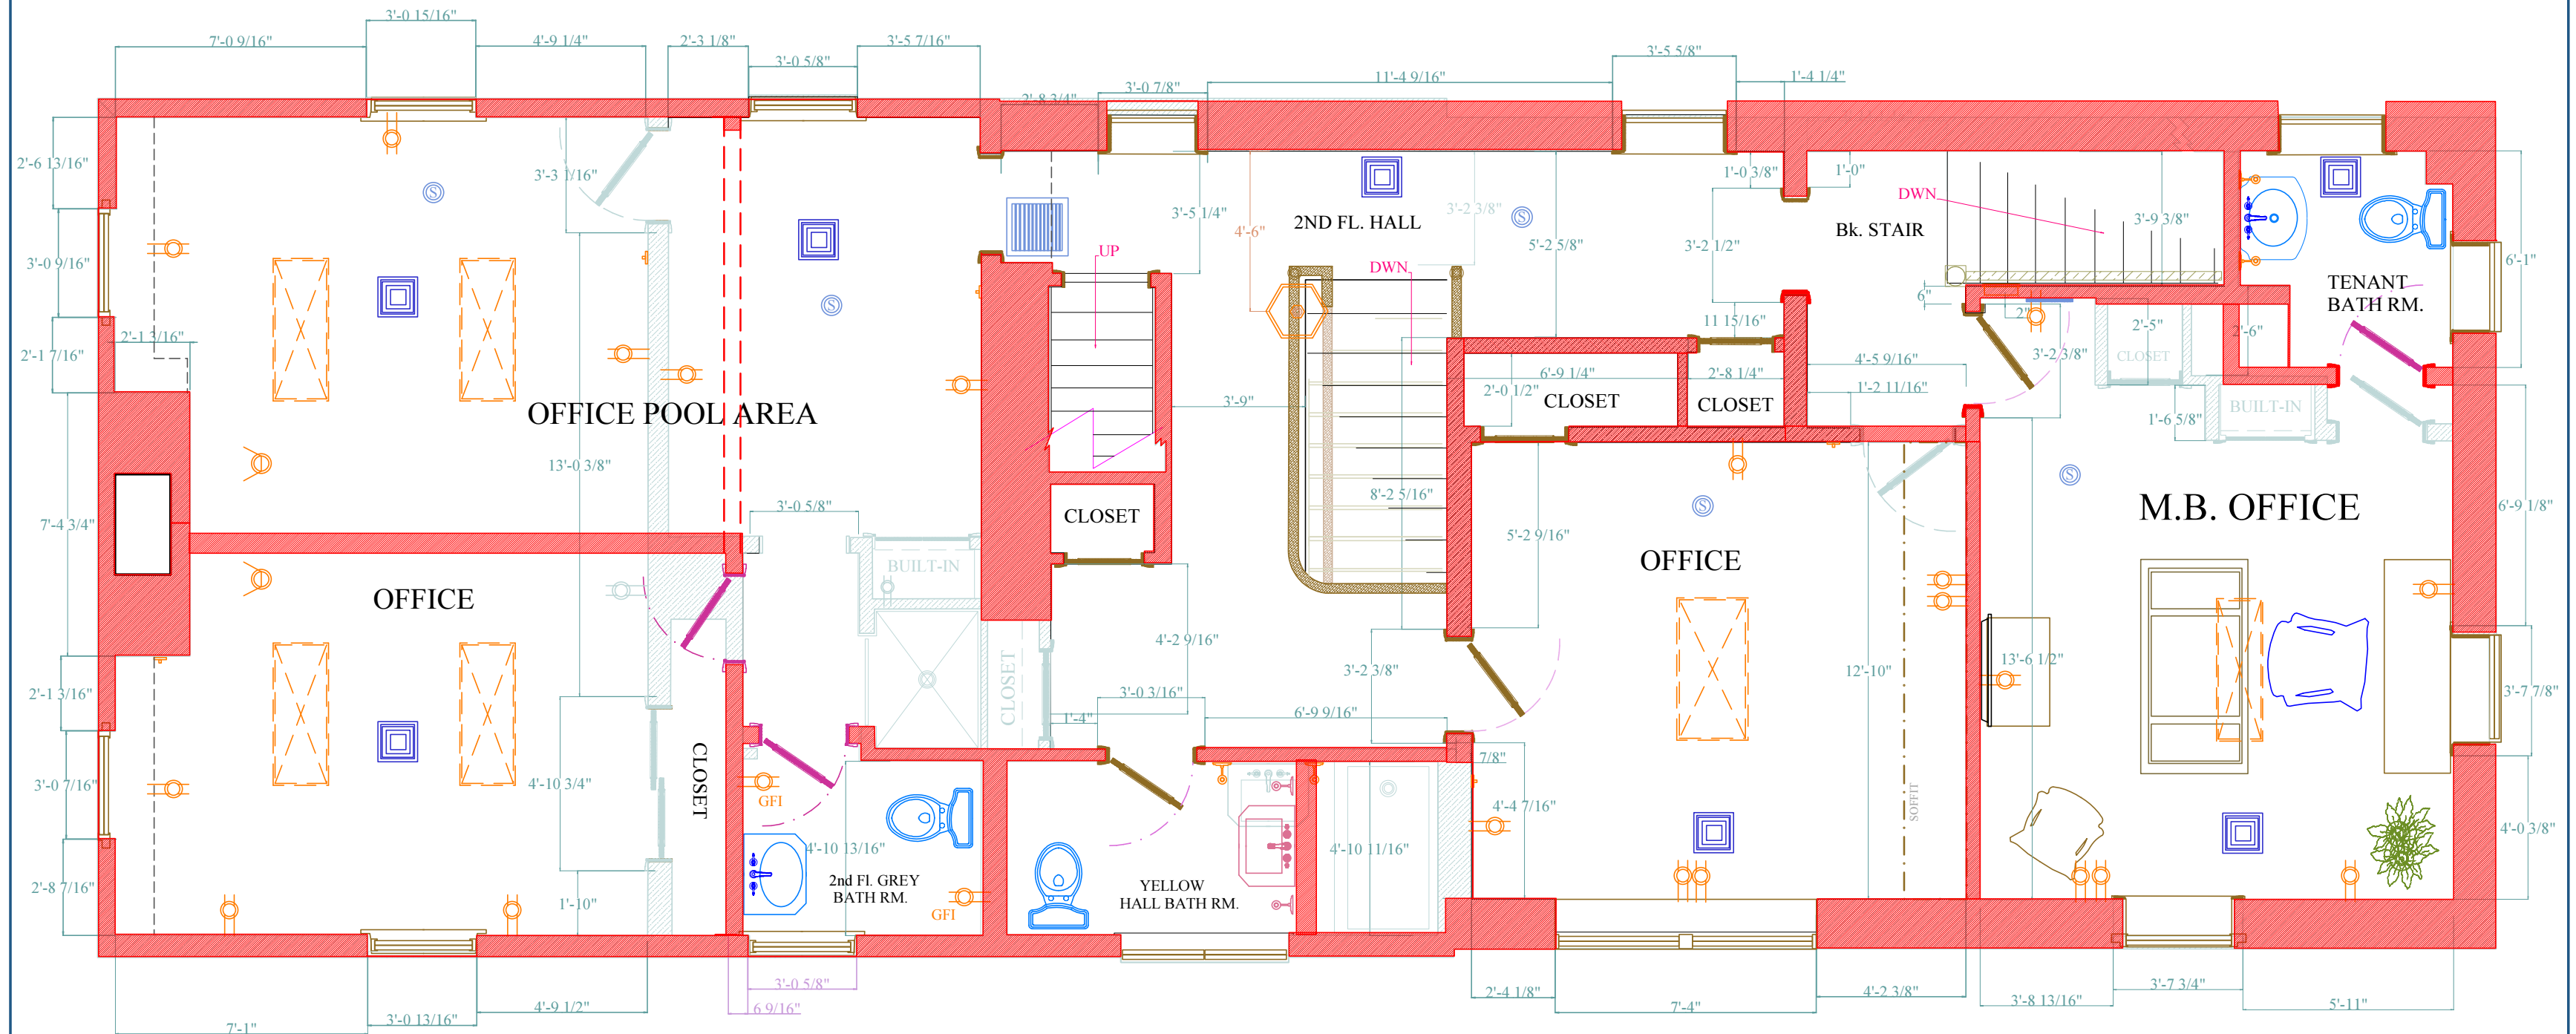 3'-0 15/16"
7'-0 9/16"
4'-9 1/4"
2'-3 1/8"
3'-5 7/16"
3'-0 5/8"
3'-5 5/8"
11'-4 9/16"
1'-4 1/4"
3'-0 7/8"
2'-8 3/4"
2'-6 13/16"
3'-3 1/16"
S
3'-0 9/16"
2'-1 7/16"
2'-1 3/16"
OFFICE POOL AREA
S
13'-0 3/8"
7'-4 3/4"
3'-5 1/4"
UP
4'-6"
2ND FL. HALL
3'-2 3/8"
S
5'-2 5/8"
DWN
1'-0 3/8"
1'-0"
3'-2 1/2"
11 15/16"
Bk. STAIR
DWN
3'-9 3/8"
6"
2"
TENANT
BATH RM.
6'-1"
2'-5"
2'-6"
CLOSET
3'-2 3/8"
4'-5 9/16"
1'-2 11/16"
BUILT-IN
1'-6 5/8"
6'-9 1/4"
2'-8 1/4"
2'-0 1/2"
CLOSET
CLOSET
3'-9"
8'-2 5/16"
CLOSET
3'-0 5/8"
BUILT-IN
5'-2 9/16"
S
OFFICE
S
M.B. OFFICE
6'-9 1/8"
OFFICE
4'-2 9/16"
CLOSET
3'-2 3/8"
12'-10"
13'-6 1/2"
3'-7 7/8"
2'-1 3/16"
3'-0 3/16"
1'-4"
6'-9 9/16"
7/8"
4'-10 3/4"
CLOSET
3'-0 7/16"
GFI
4'-10 13/16"
2nd Fl. GREY
BATH RM.
GFI
YELLOW
HALL BATH RM.
4'-10 11/16"
4'-4 7/16"
SOFFIT
4'-0 3/8"
2'-8 7/16"
1'-10"
3'-0 5/8"
6 9/16"
2'-4 1/8"
7'-4"
4'-2 3/8"
3'-8 13/16"
3'-7 3/4"
5'-11"
7'-1"
3'-0 13/16"
4'-9 1/2"